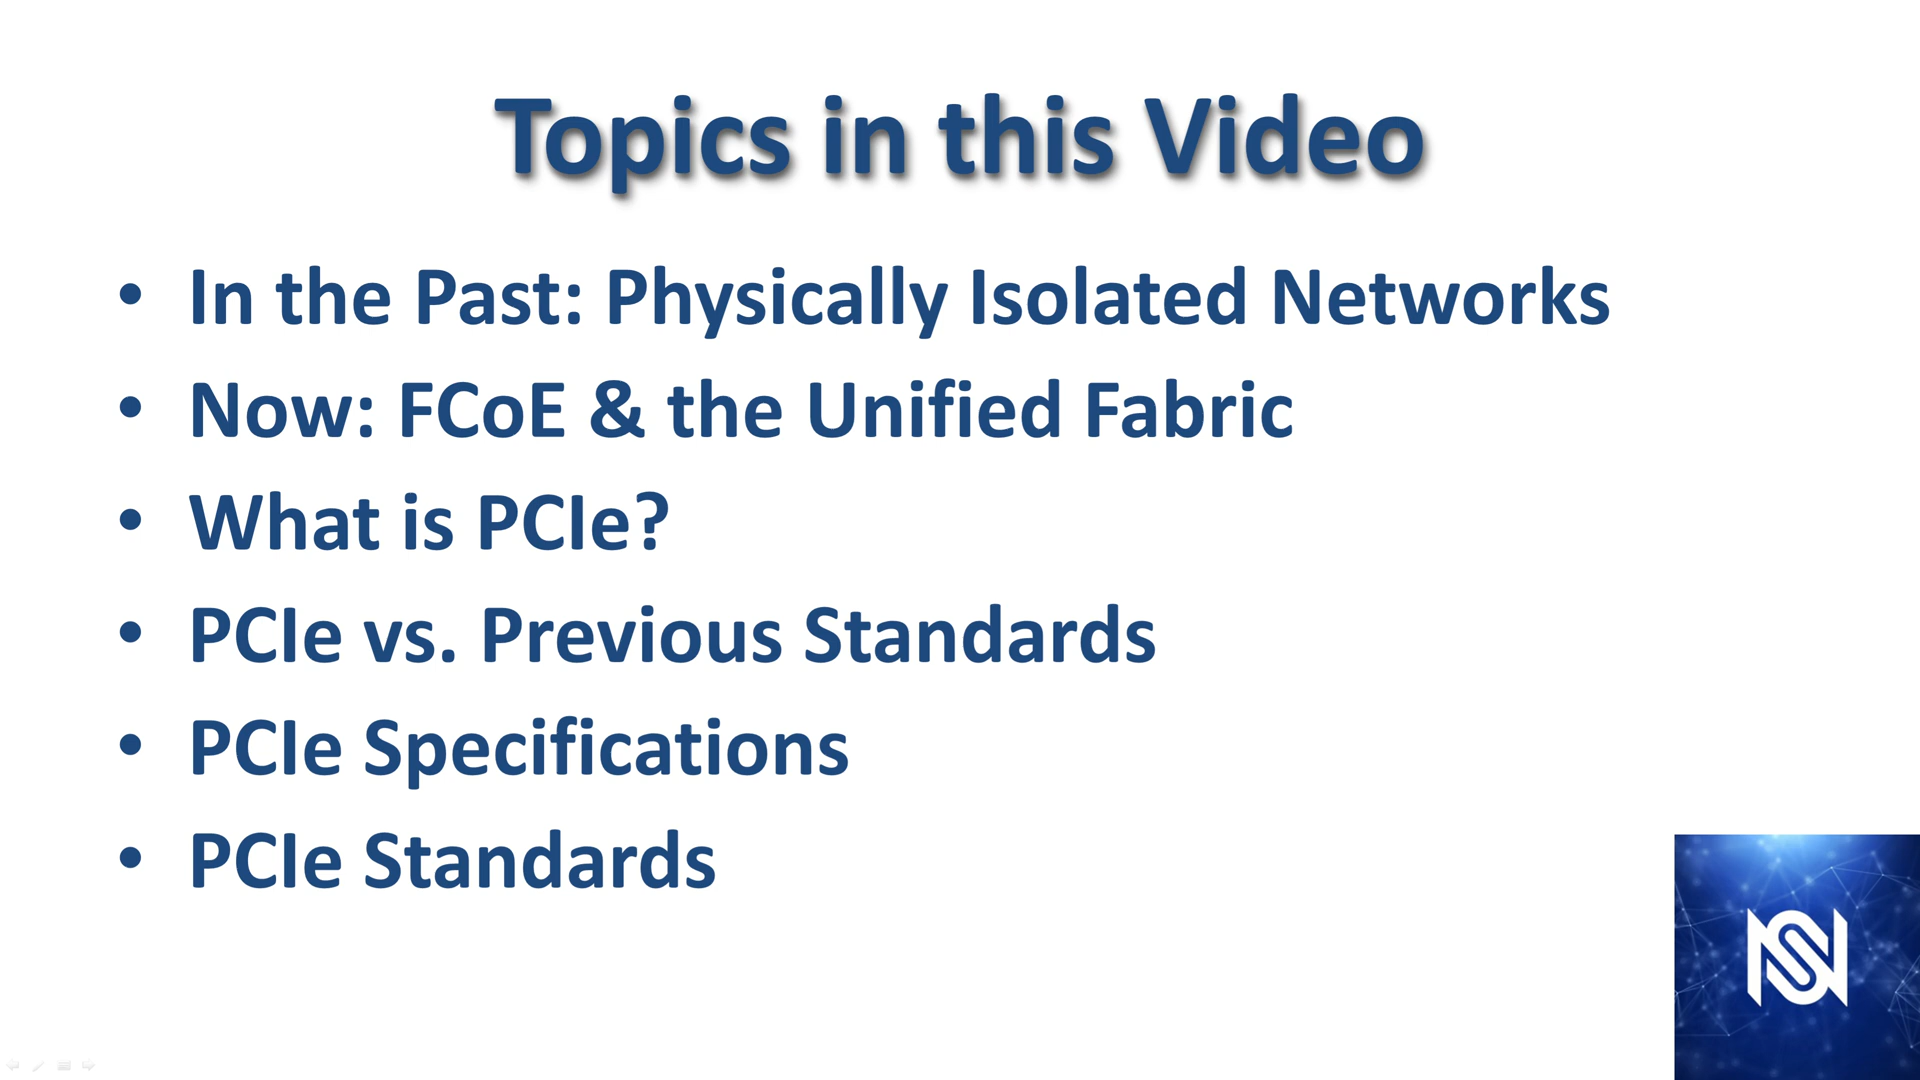 Topics in this Video
• In the Past: Physically Isolated Networks
• Now: FCoE & the Unified Fabric
• What is PCIe?
• PCIe vs. Previous Standards
• PCIe Specifications
• PCIe Standards